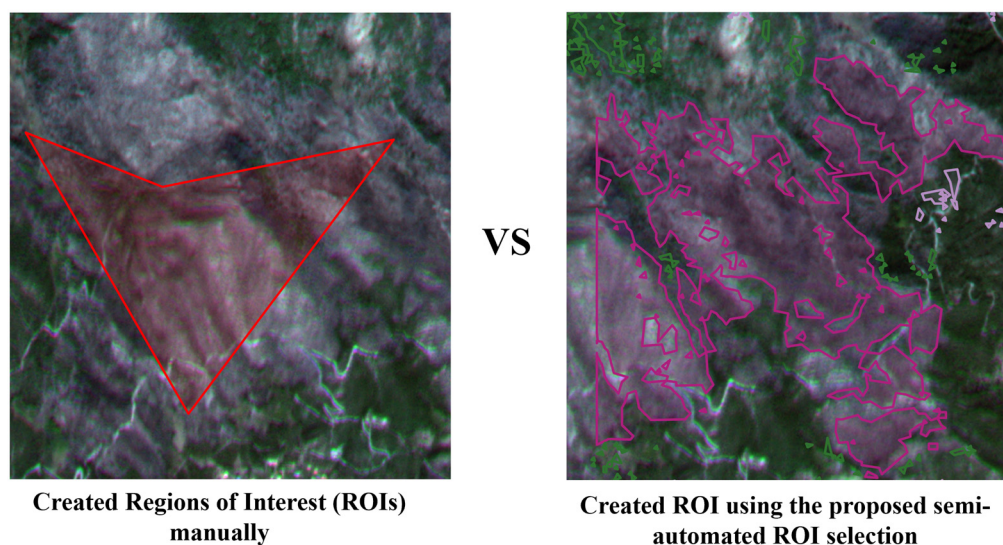 VS
Created Regions of Interest (ROIs)
manually
Created ROI using the proposed semi-
automated ROI selection